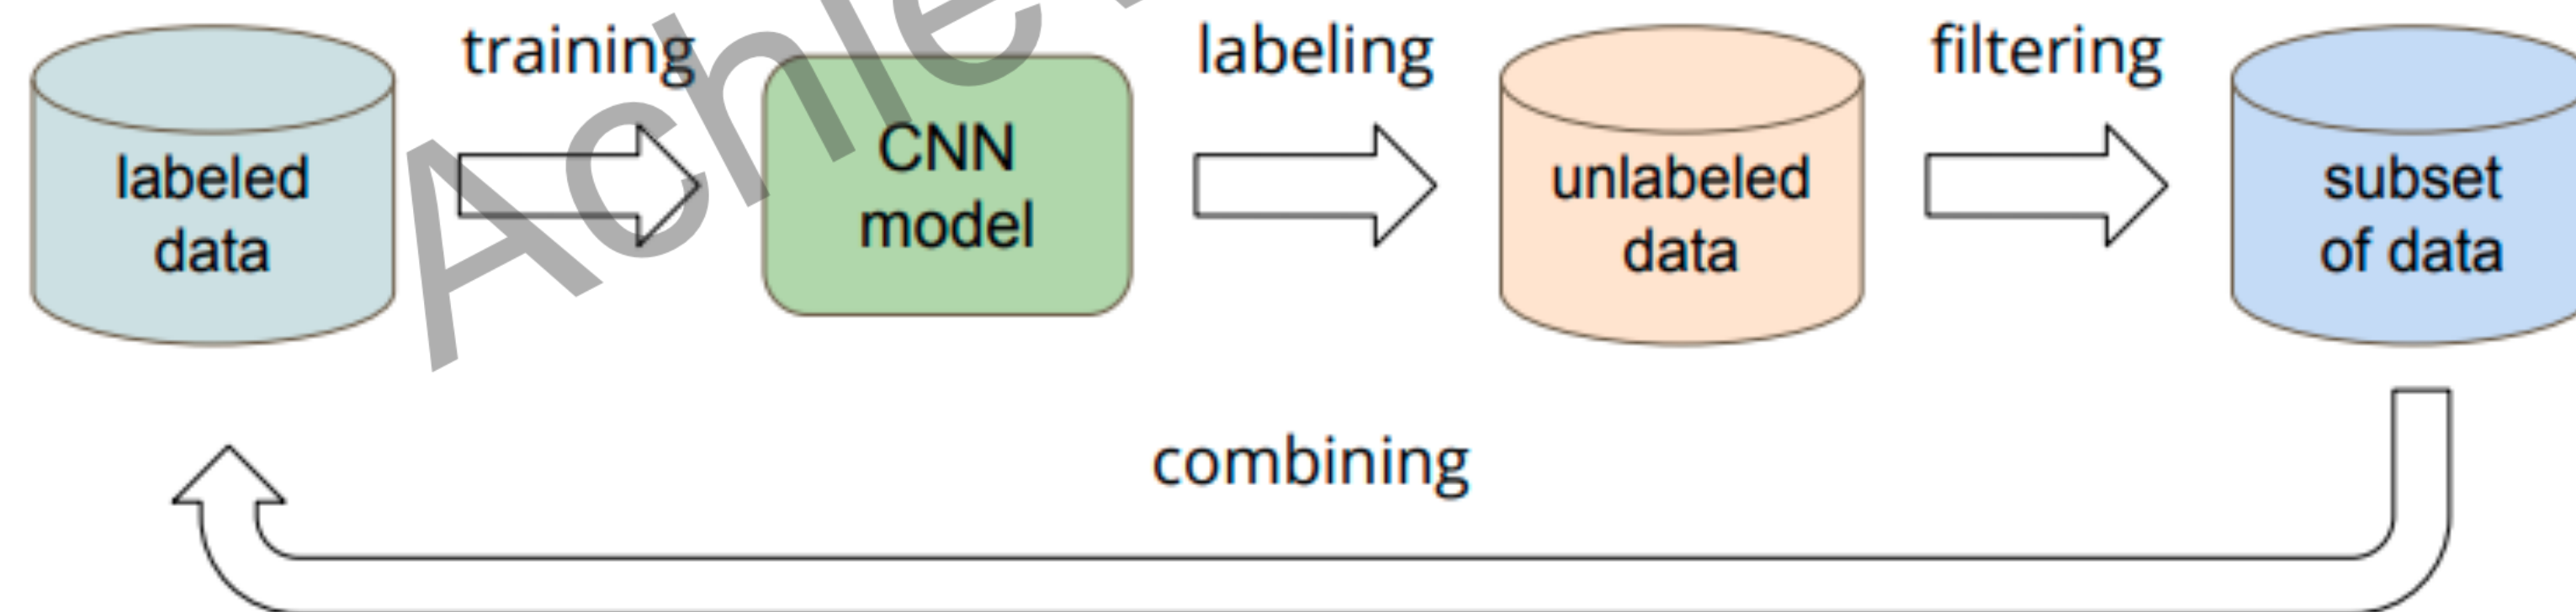 training
labeling
filtering
labeled
data
CNN
model
unlabeled
data
subset
of data
combining